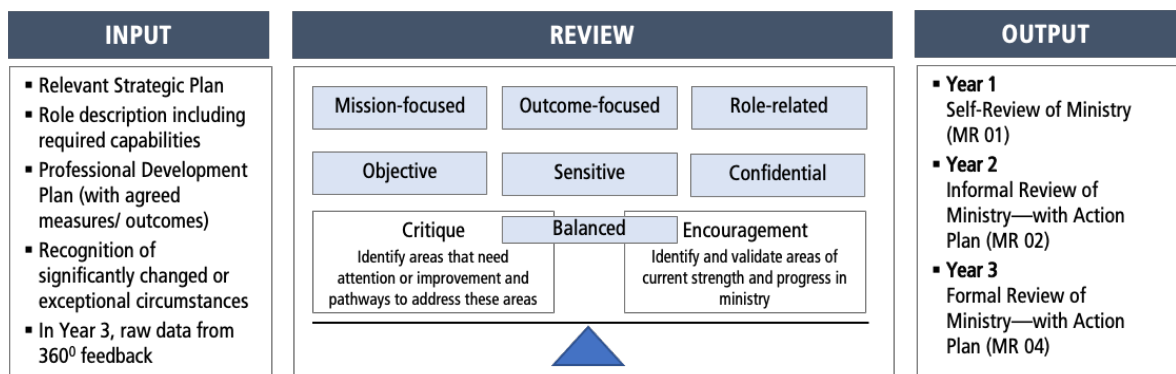 INPUT
▪ Relevant Strategic Plan
▪ Role description including
required capabilities
▪ Professional Development
Plan (with agreed
measures/ outcomes)
▪ Recognition of
significantly changed or
exceptional circumstances
▪ In Year 3, raw data from
360⁰ feedback
REVIEW
Mission-focused
Outcome-focused
Role-related
Objective
Sensitive
Confidential
Balanced
Critique
Identify areas that need
attention or improvement and
pathways to address these areas
Encouragement
Identify and validate areas of
current strength and progress in
ministry
OUTPUT
▪ Year 1
Self-Review of Ministry
(MR 01)
▪ Year 2
Informal Review of
Ministry—with Action
Plan (MR 02)
▪ Year 3
Formal Review of
Ministry—with Action
Plan (MR 04)